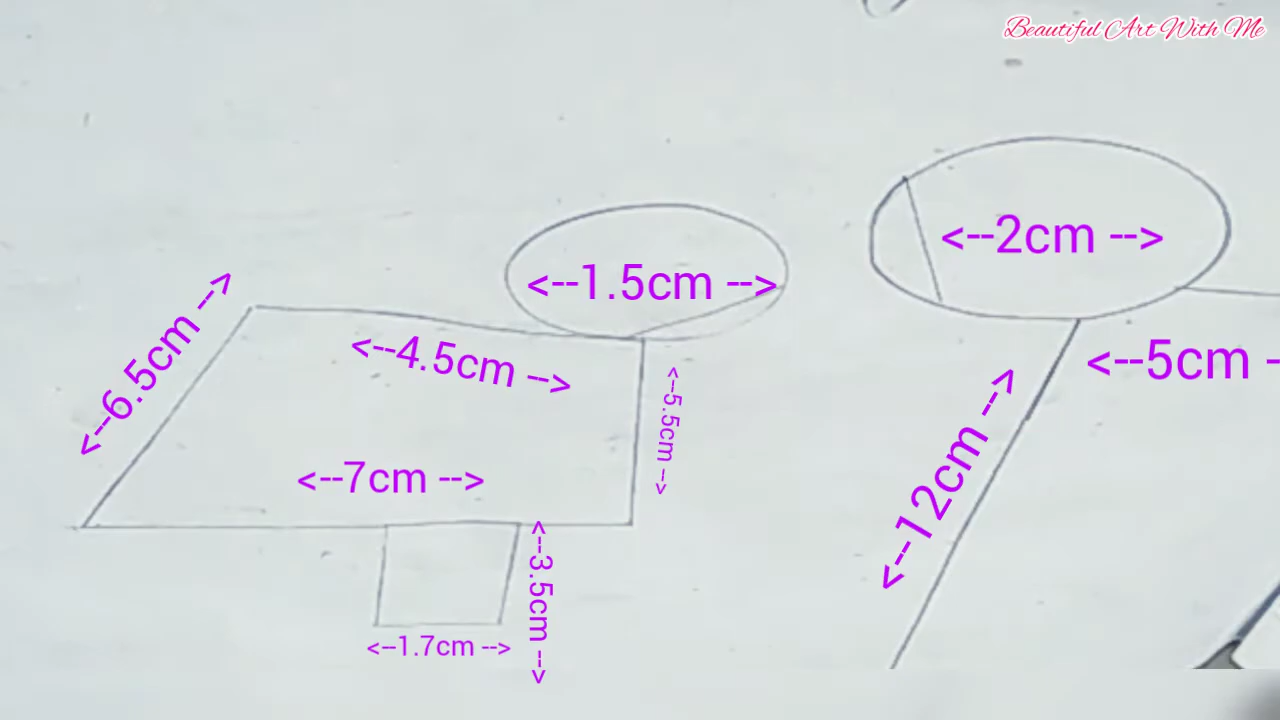 Beautiful Art With Me
<--2cm -->
<--1.5cm -->
<--6.5cm -->
<--4.5cm -->
<--5.5cm -->
<--5cm -
<--12cm -->
<--7cm -->
<--3.5cm -->
<--1.7cm -->